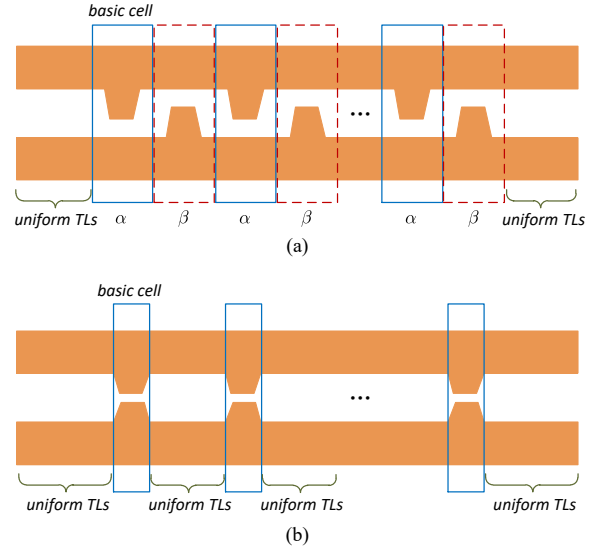 basic cell
...
uniform TLs α β α β α β uniform TLs
(a)
basic cell
...
uniform TLs uniform TLs uniform TLs uniform TLs
(b)